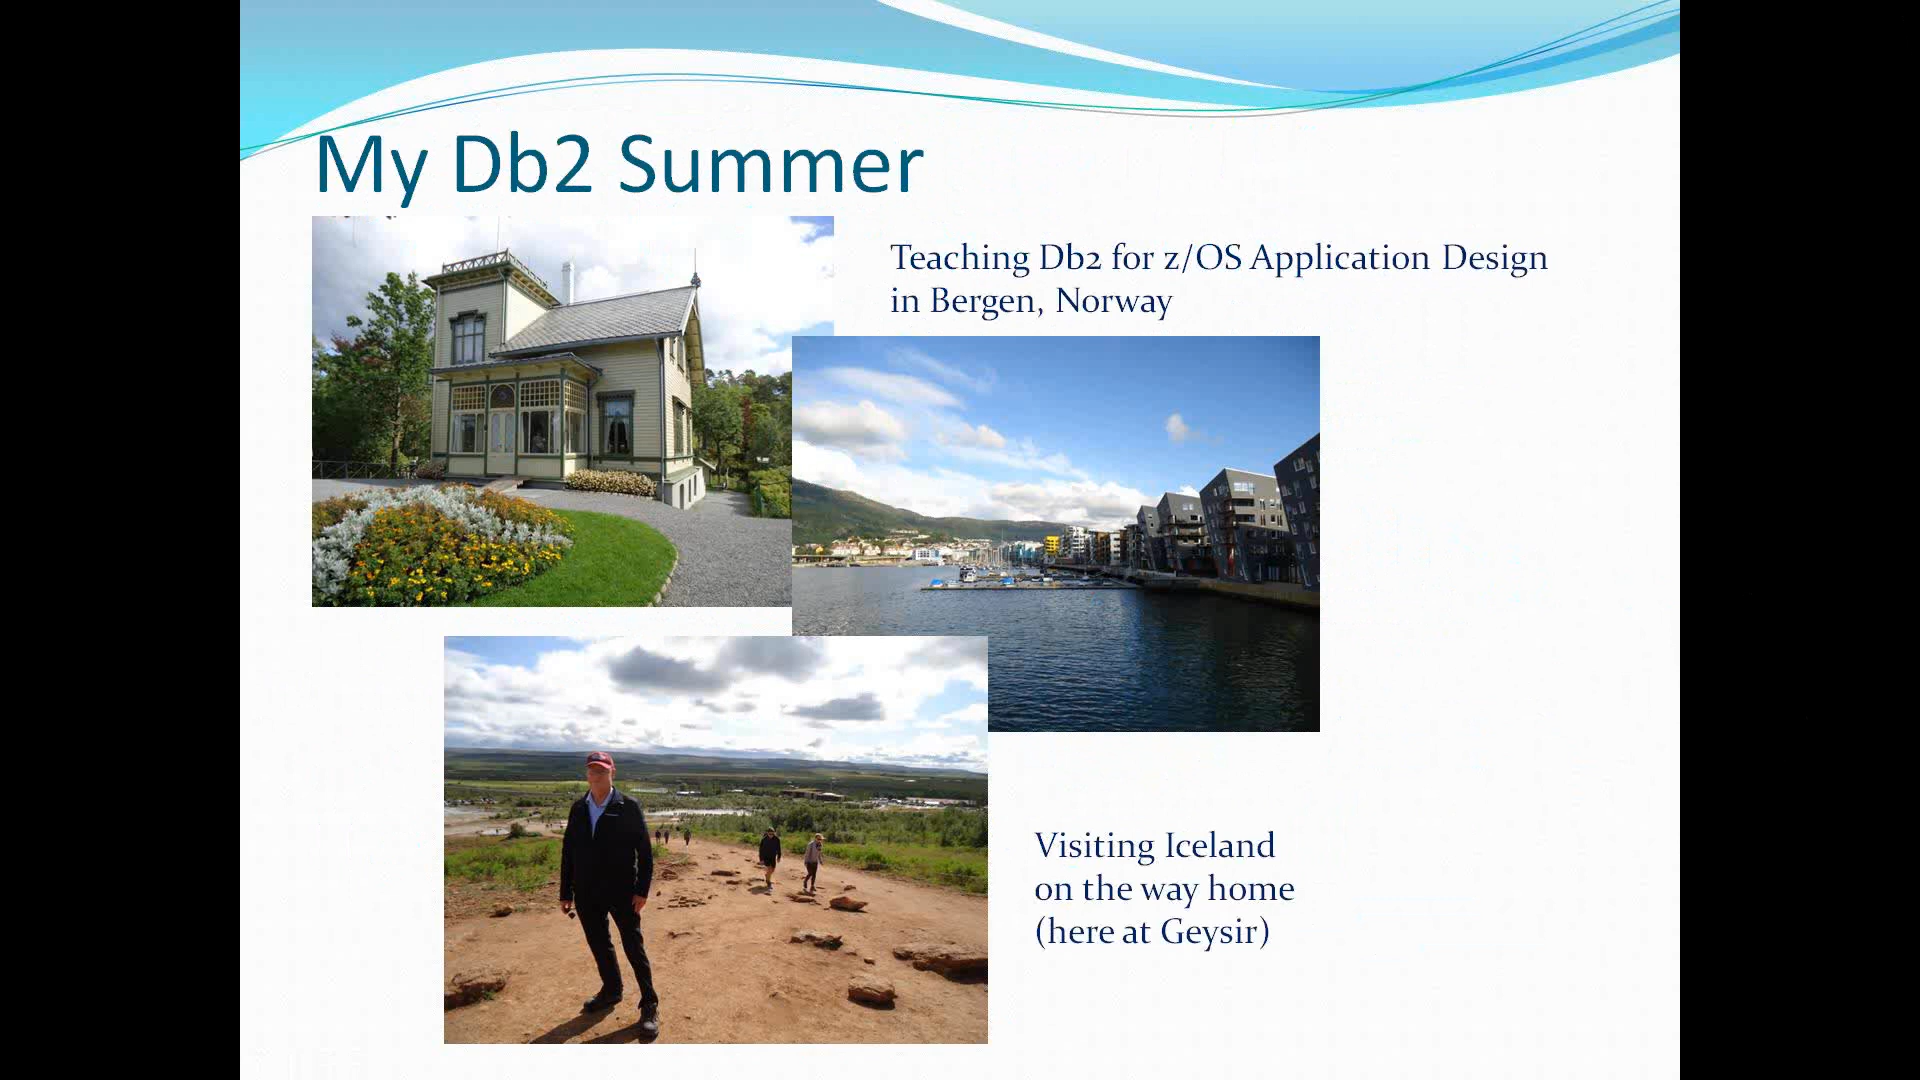 My Db2 Summer
Teaching Db2 for z/OS Application Design
in Bergen, Norway
Visiting Iceland
on the way home
(here at Geysir)